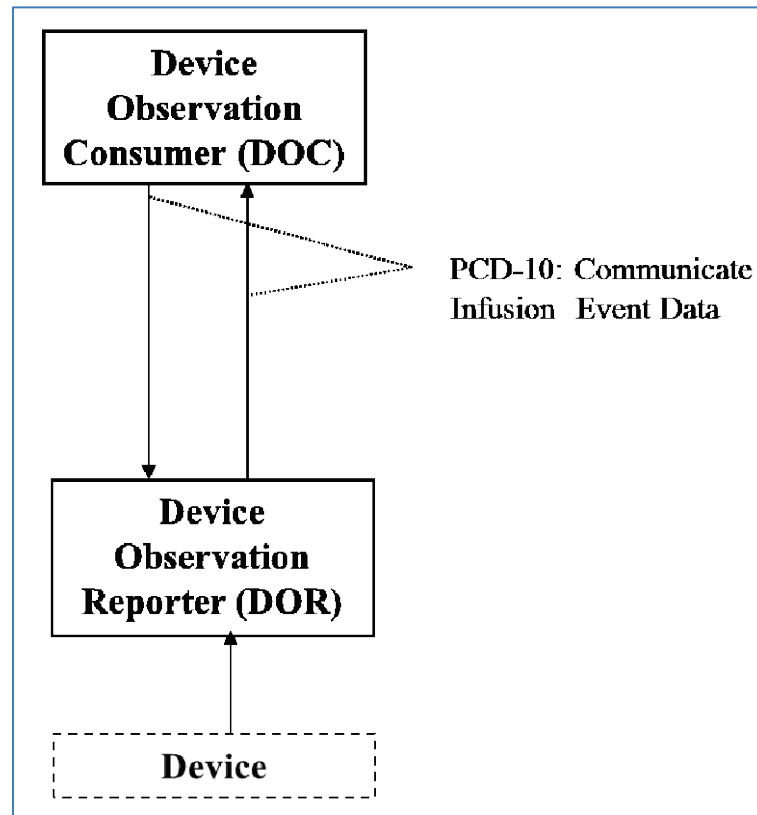 Device
Observation
Consumer (DOC)
PCD-10: Communicate
Infusion Event Data
Device
Observation
Reporter (DOR)
Device